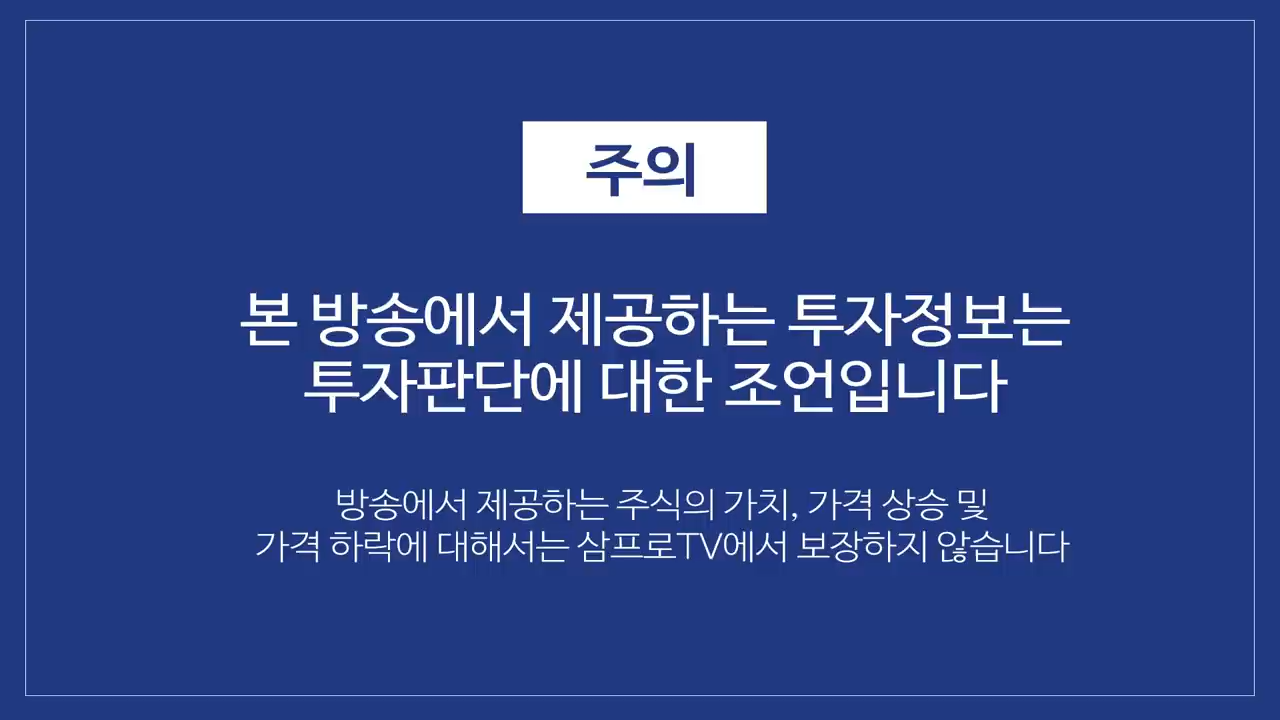 주의
본 방송에서 제공하는 투자정보는
투자판단에 대한 조언입니다
방송에서 제공하는 주식의 가치, 가격 상승 및
가격 하락에 대해서는 삼프로TV에서 보장하지 않습니다